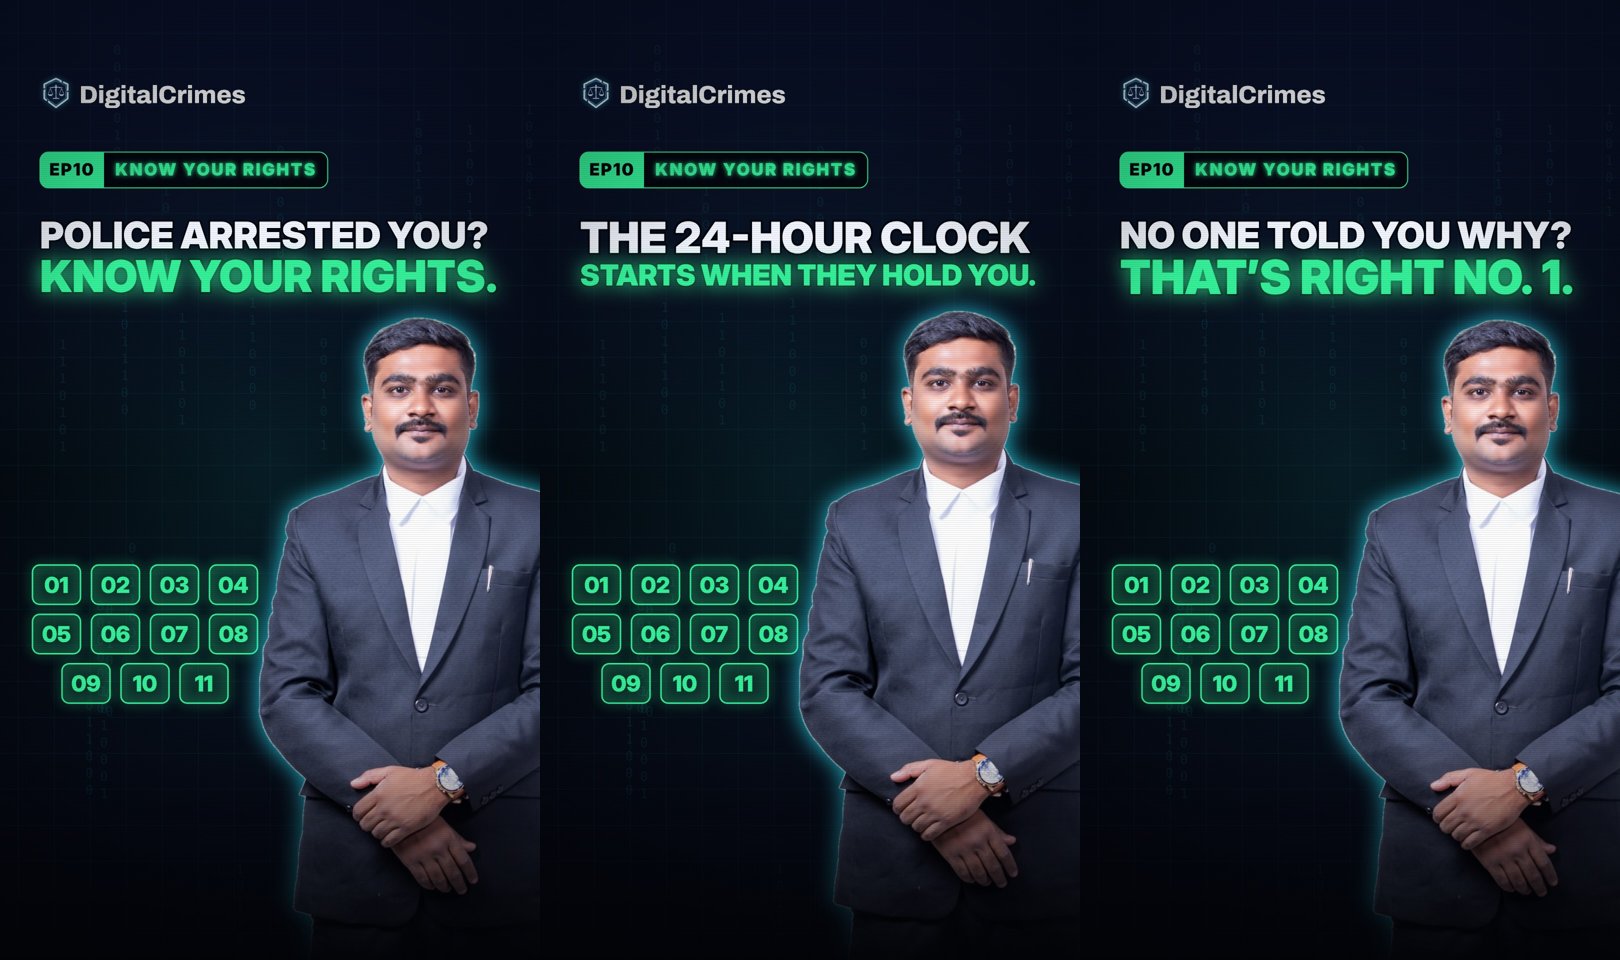 DigitalCrimes
EP10 KNOW YOUR RIGHTS
POLICE ARRESTED YOU?
KNOW YOUR RIGHTS.
01 02 03 04
05 06 07 08
09 10 11
DigitalCrimes
EP10 KNOW YOUR RIGHTS
THE 24-HOUR CLOCK
STARTS WHEN THEY HOLD YOU.
01 02 03 04
05 06 07 08
09 10 11
DigitalCrimes
EP10 KNOW YOUR RIGHTS
NO ONE TOLD YOU WHY?
THAT'S RIGHT NO. 1.
01 02 03 04
05 06 07 08
09 10 11